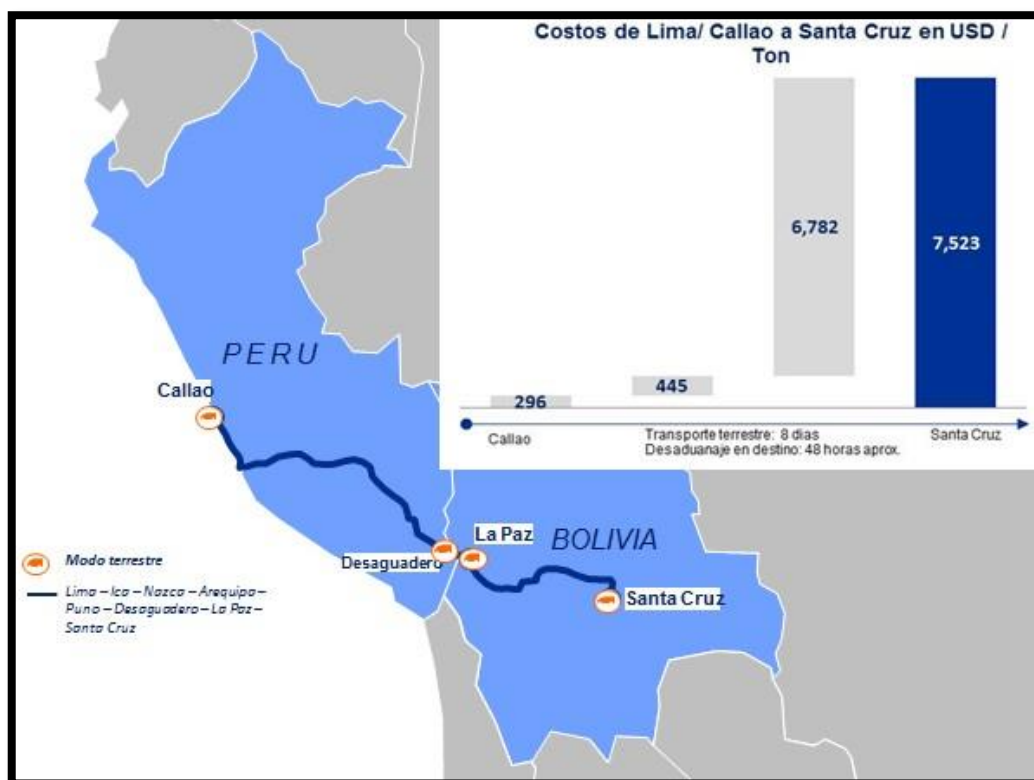 Costos de Lima/ Callao a Santa Cruz en USD /
Ton
6,782
7,523
445
296
Callao
Transporte terrestre: 8 dias
Desaduanaje en destino: 48 horas aprox.
Santa Cruz
PERU
Callao
La Paz
BOLIVIA
Desaguadero
Santa Cruz
Modo terrestre
Lima – Ica – Nazca – Arequipa –
Puno – Desaguadero – La Paz –
Santa Cruz